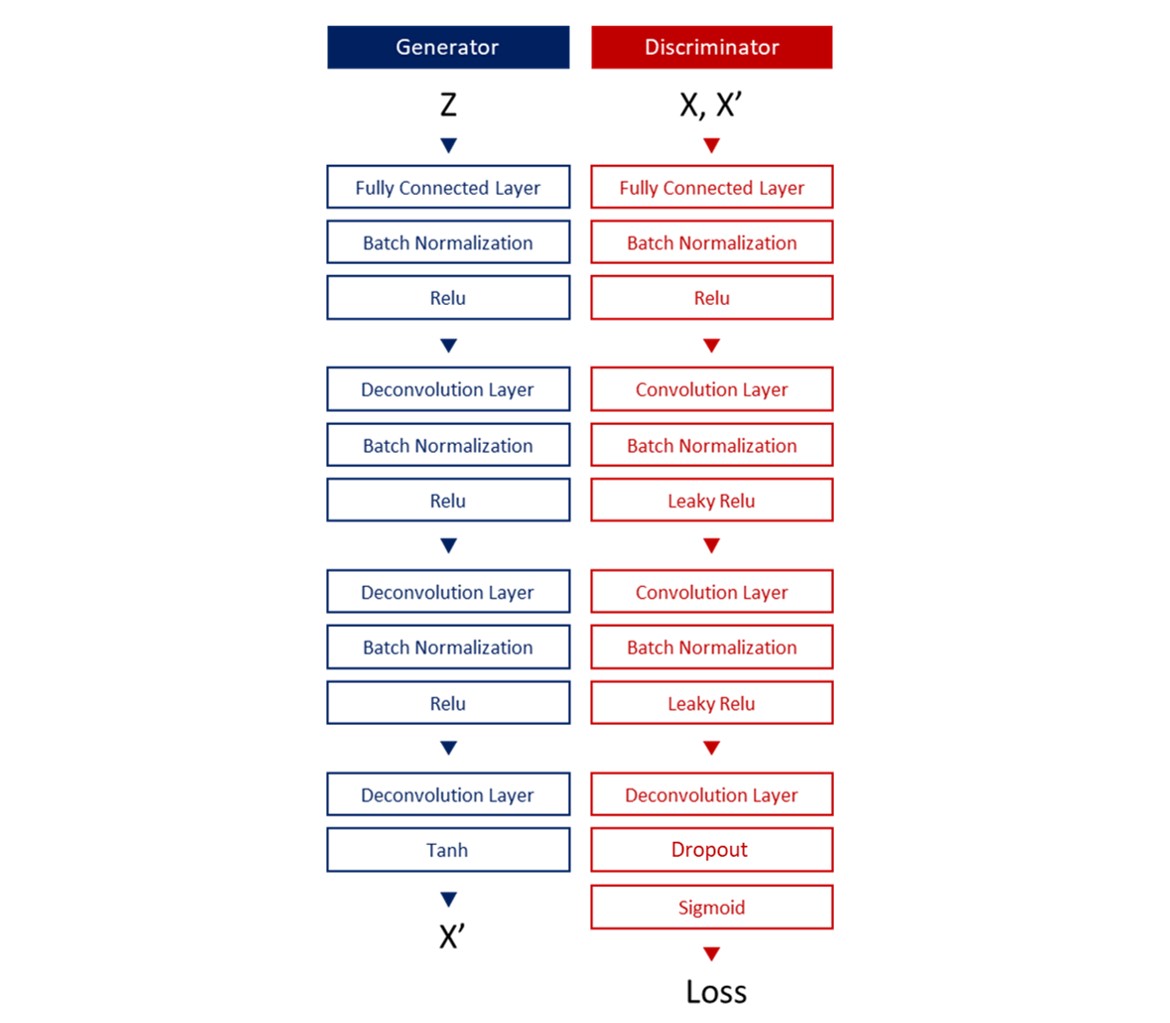 Generator
Z
Fully Connected Layer
Batch Normalization
Relu
Deconvolution Layer
Batch Normalization
Relu
Deconvolution Layer
Batch Normalization
Relu
Deconvolution Layer
Tanh
X’
Discriminator
X, X’
Fully Connected Layer
Batch Normalization
Relu
Convolution Layer
Batch Normalization
Leaky Relu
Convolution Layer
Batch Normalization
Leaky Relu
Deconvolution Layer
Dropout
Sigmoid
Loss